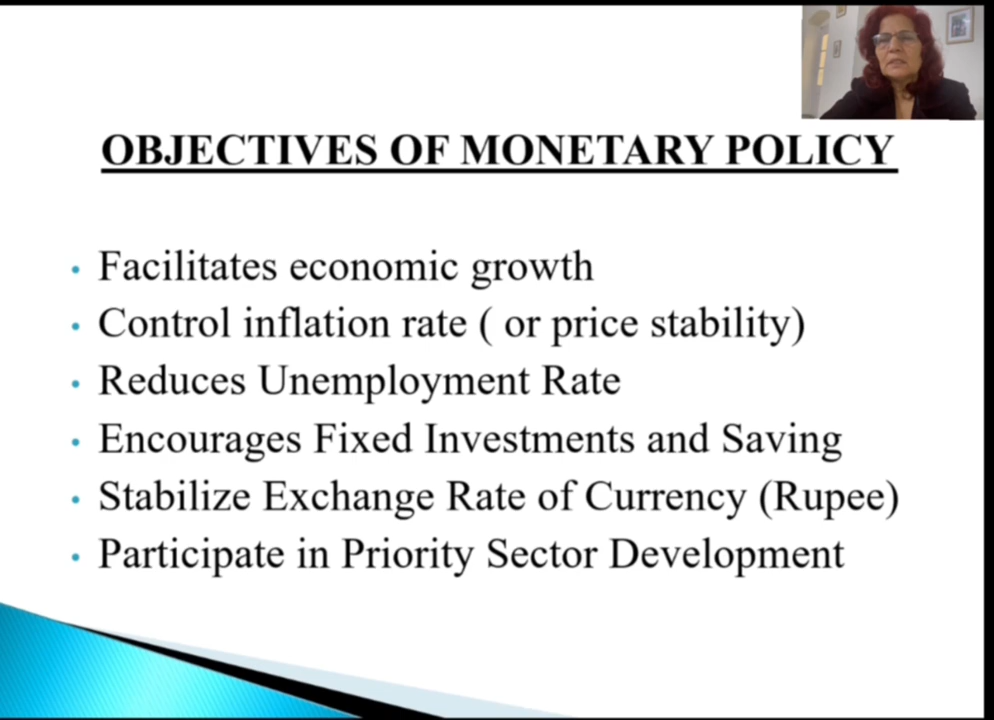 OBJECTIVES OF MONETARY POLICY
• Facilitates economic growth
• Control inflation rate ( or price stability)
• Reduces Unemployment Rate
• Encourages Fixed Investments and Saving
• Stabilize Exchange Rate of Currency (Rupee)
• Participate in Priority Sector Development